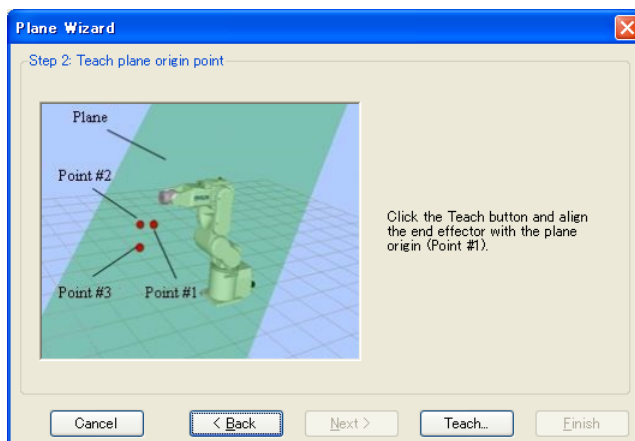 Plane Wizard
Step 2: Teach plane origin point
Plane
Point #2
Point #3
Point #1
Click the Teach button and align
the end effector with the plane
origin (Point #1).
Cancel
< Back
Next >
Teach...
Finish